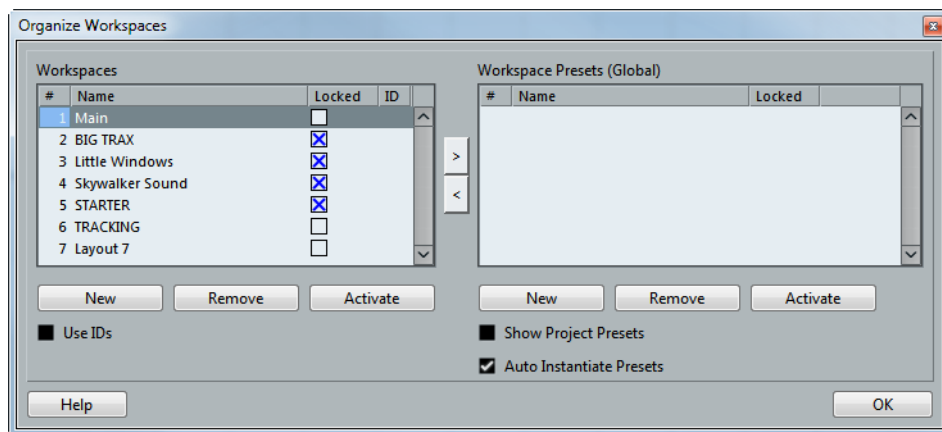 Organize Workspaces
Workspaces
# Name Locked ID
1 Main
2 BIG TRAX
3 Little Windows
4 Skywalker Sound
5 STARTER
6 TRACKING
7 Layout 7
New Remove Activate
Use IDs
>
<
Workspace Presets (Global)
# Name Locked
New Remove Activate
Show Project Presets
Auto Instantiate Presets
Help OK